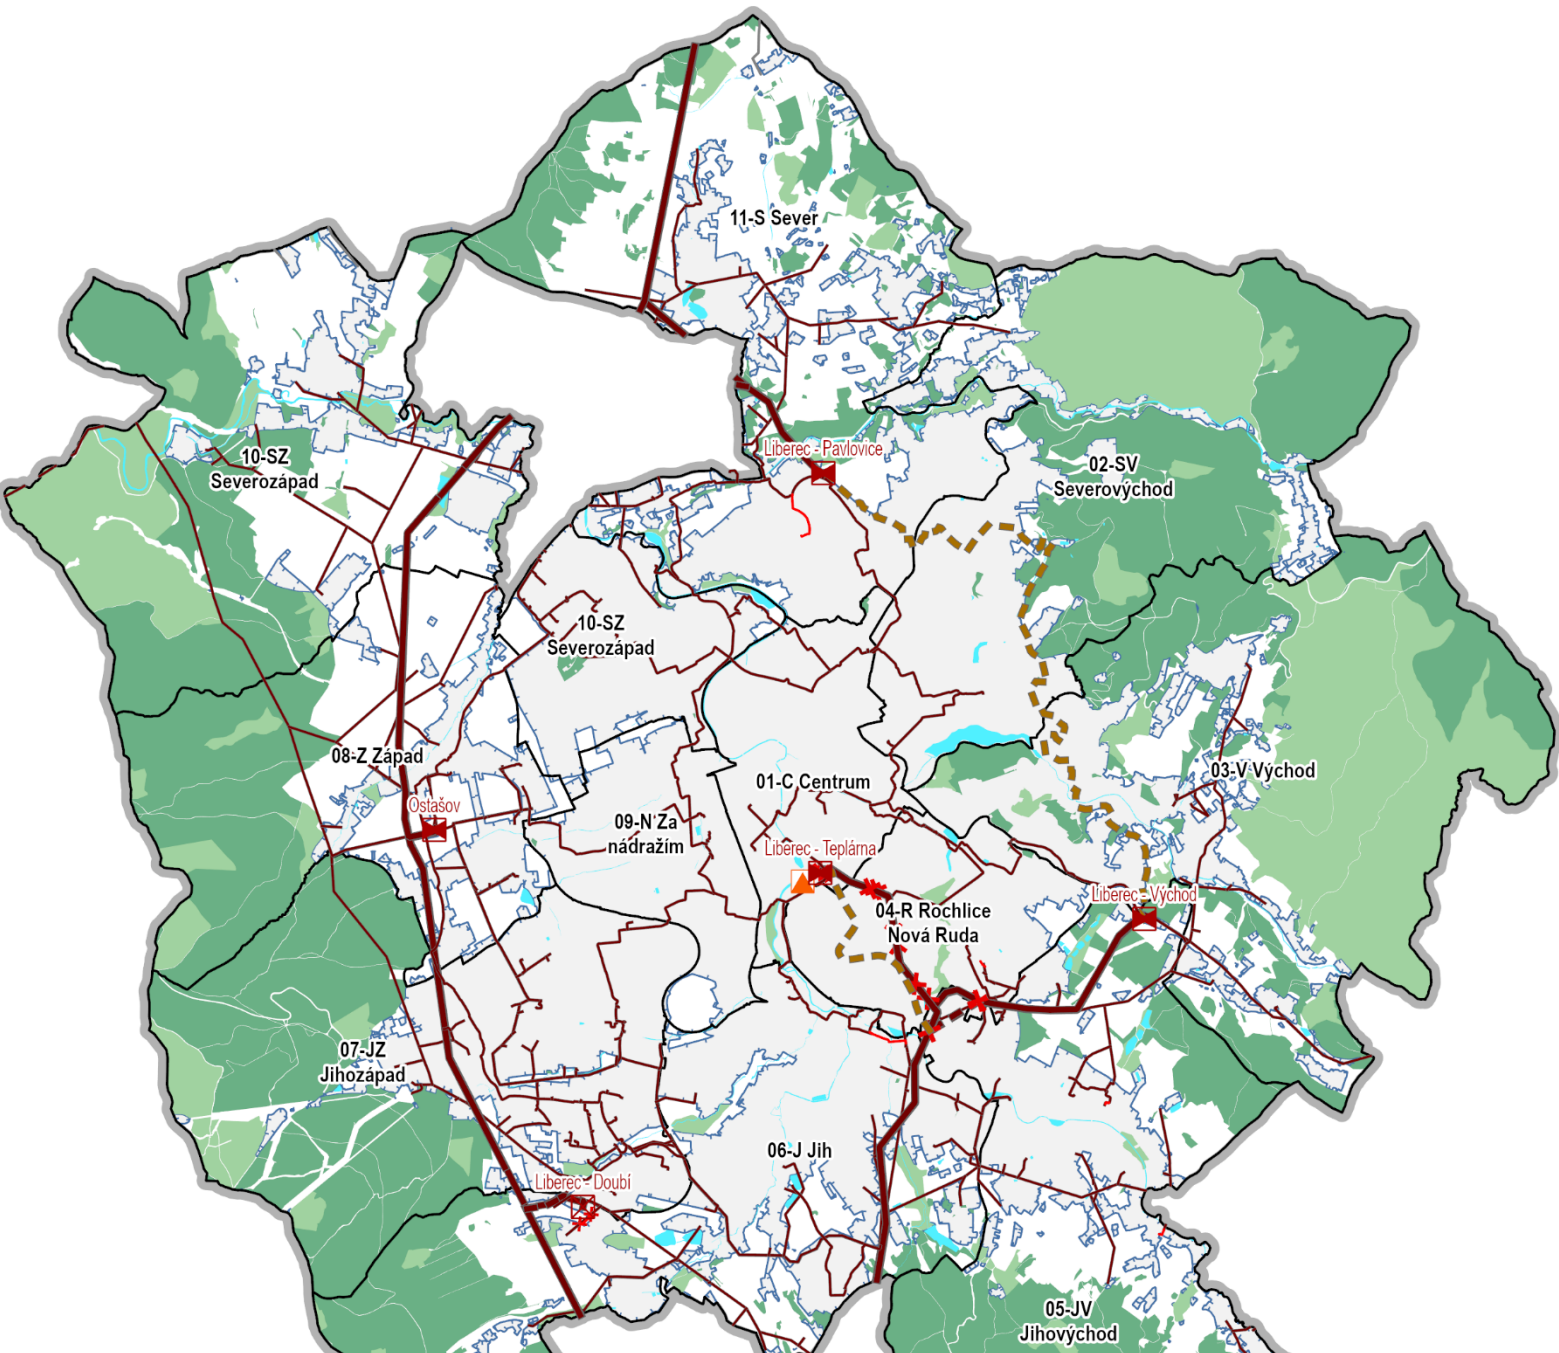 11-S Sever
Liberec - Pavlovice
10-SZ
Severozápad
02-SV
Severovýchod
10-SZ
Severozápad
08-Z Západ
03-V Východ
01-C Centrum
Ostašov
09-N Za
nádražím
Liberec - Teplárna
Liberec - Východ
04-R Rochlice
Nová Ruda
07-JZ
Jihozápad
06-J Jih
Liberec - Doubí
05-JV
Jihovýchod